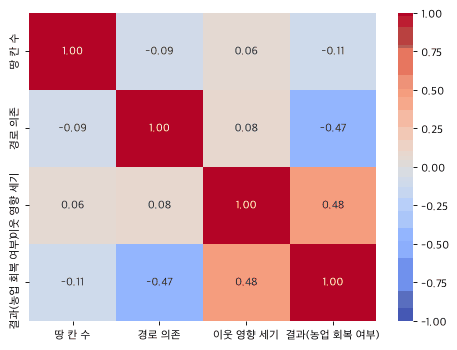 땅 칸 수 1.00 -0.09 0.06 -0.11
경로 의존 -0.09 1.00 0.08 -0.47
이웃 영향 세기 0.06 0.08 1.00 0.48
결과(농업 회복 여부) -0.11 -0.47 0.48 1.00
땅 칸 수 경로 의존 이웃 영향 세기 결과(농업 회복 여부)
1.00
0.75
0.50
0.25
0.00
-0.25
-0.50
-0.75
-1.00